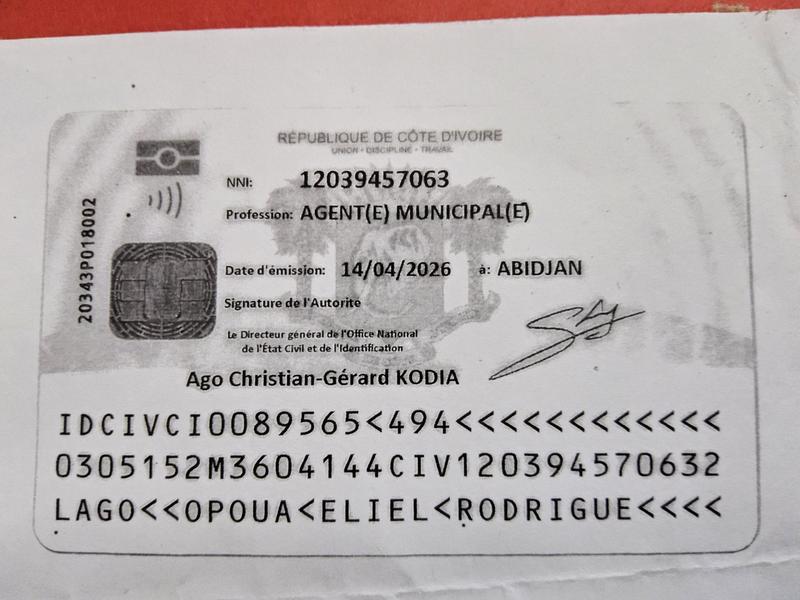 RÉPUBLIQUE DE CÔTE D'IVOIRE
UNION - DISCIPLINE - TRAVAIL
NNI: 12039457063
Profession: AGENT(E) MUNICIPAL(E)
20343P018002
Date d'émission: 14/04/2026 à: ABIDJAN
Signature de l'Autorité
Le Directeur général de l'Office National
de l'État Civil et de l'Identification
Ago Christian-Gérard KODIA
IDCIVCI0089565<494<<<<<<<<<<<<
0305152M3604144CIV120394570632
LAGO<<OPOUA<ELIEL<RODRIGUE<<<<